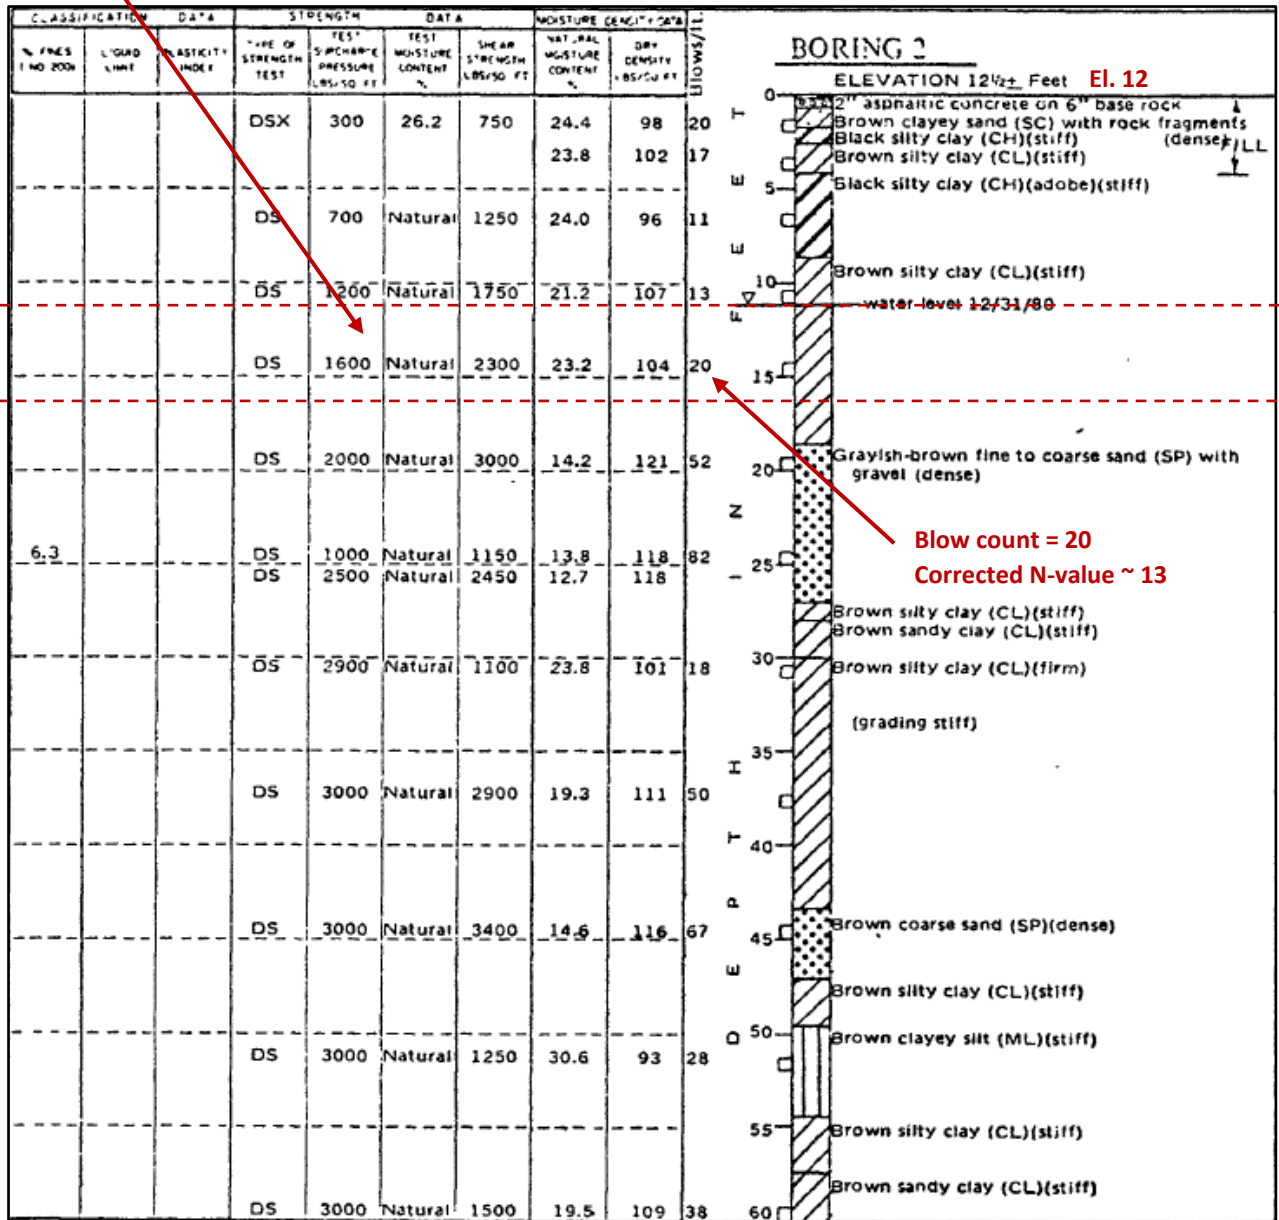 CLASSIFICATION DATA STRENGTH DATA MOISTURE DENSITY DATA
% FINES (-NO 200) LIQUID LIMIT PLASTICITY INDEX TYPE OF STRENGTH TEST TEST SURCHARGE PRESSURE LBS/SQ FT TEST MOISTURE CONTENT % SHEAR STRENGTH LBS/SQ FT NATURAL MOISTURE CONTENT % DRY DENSITY LBS/CU FT Blows/ft.
BORING 2
ELEVATION 12½± Feet El. 12
0
2" asphaltic concrete on 6" base rock
DSX 300 26.2 750 24.4 98 20 Brown clayey sand (SC) with rock fragments
Black silty clay (CH)(stiff) (dense) FILL
23.8 102 17 Brown silty clay (CL)(stiff)
5 Black silty clay (CH)(adobe)(stiff)
DS 700 Natural 1250 24.0 96 11
Brown silty clay (CL)(stiff)
DS 1200 Natural 1750 21.2 107 13 10
water level 12/31/80
DS 1600 Natural 2300 23.2 104 20
15
DS 2000 Natural 3000 14.2 121 52 Grayish-brown fine to coarse sand (SP) with
20 gravel (dense)
Blow count = 20
6.3 DS 1000 Natural 1150 13.8 118 82
25
DS 2500 Natural 2450 12.7 118 Corrected N-value ~ 13
Brown silty clay (CL)(stiff)
Brown sandy clay (CL)(stiff)
30
DS 2900 Natural 1100 23.8 101 18 Brown silty clay (CL)(firm)
(grading stiff)
35
DS 3000 Natural 2900 19.3 111 50
40
DS 3000 Natural 3400 14.6 116 67 Brown coarse sand (SP)(dense)
45
Brown silty clay (CL)(stiff)
50 Brown clayey silt (ML)(stiff)
DS 3000 Natural 1250 30.6 93 28
55 Brown silty clay (CL)(stiff)
Brown sandy clay (CL)(stiff)
DS 3000 Natural 1500 19.5 109 38 60
DEPTH IN FEET